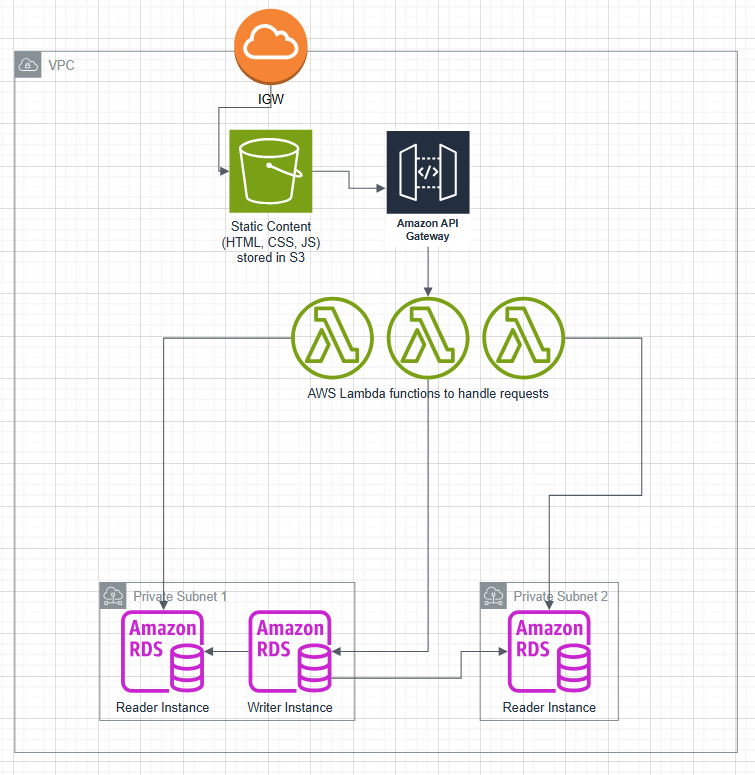 VPC
IGW
Static Content
(HTML, CSS, JS)
stored in S3
Amazon API
Gateway
AWS Lambda functions to handle requests
Private Subnet 1
Amazon
RDS
Reader Instance
Amazon
RDS
Writer Instance
Private Subnet 2
Amazon
RDS
Reader Instance